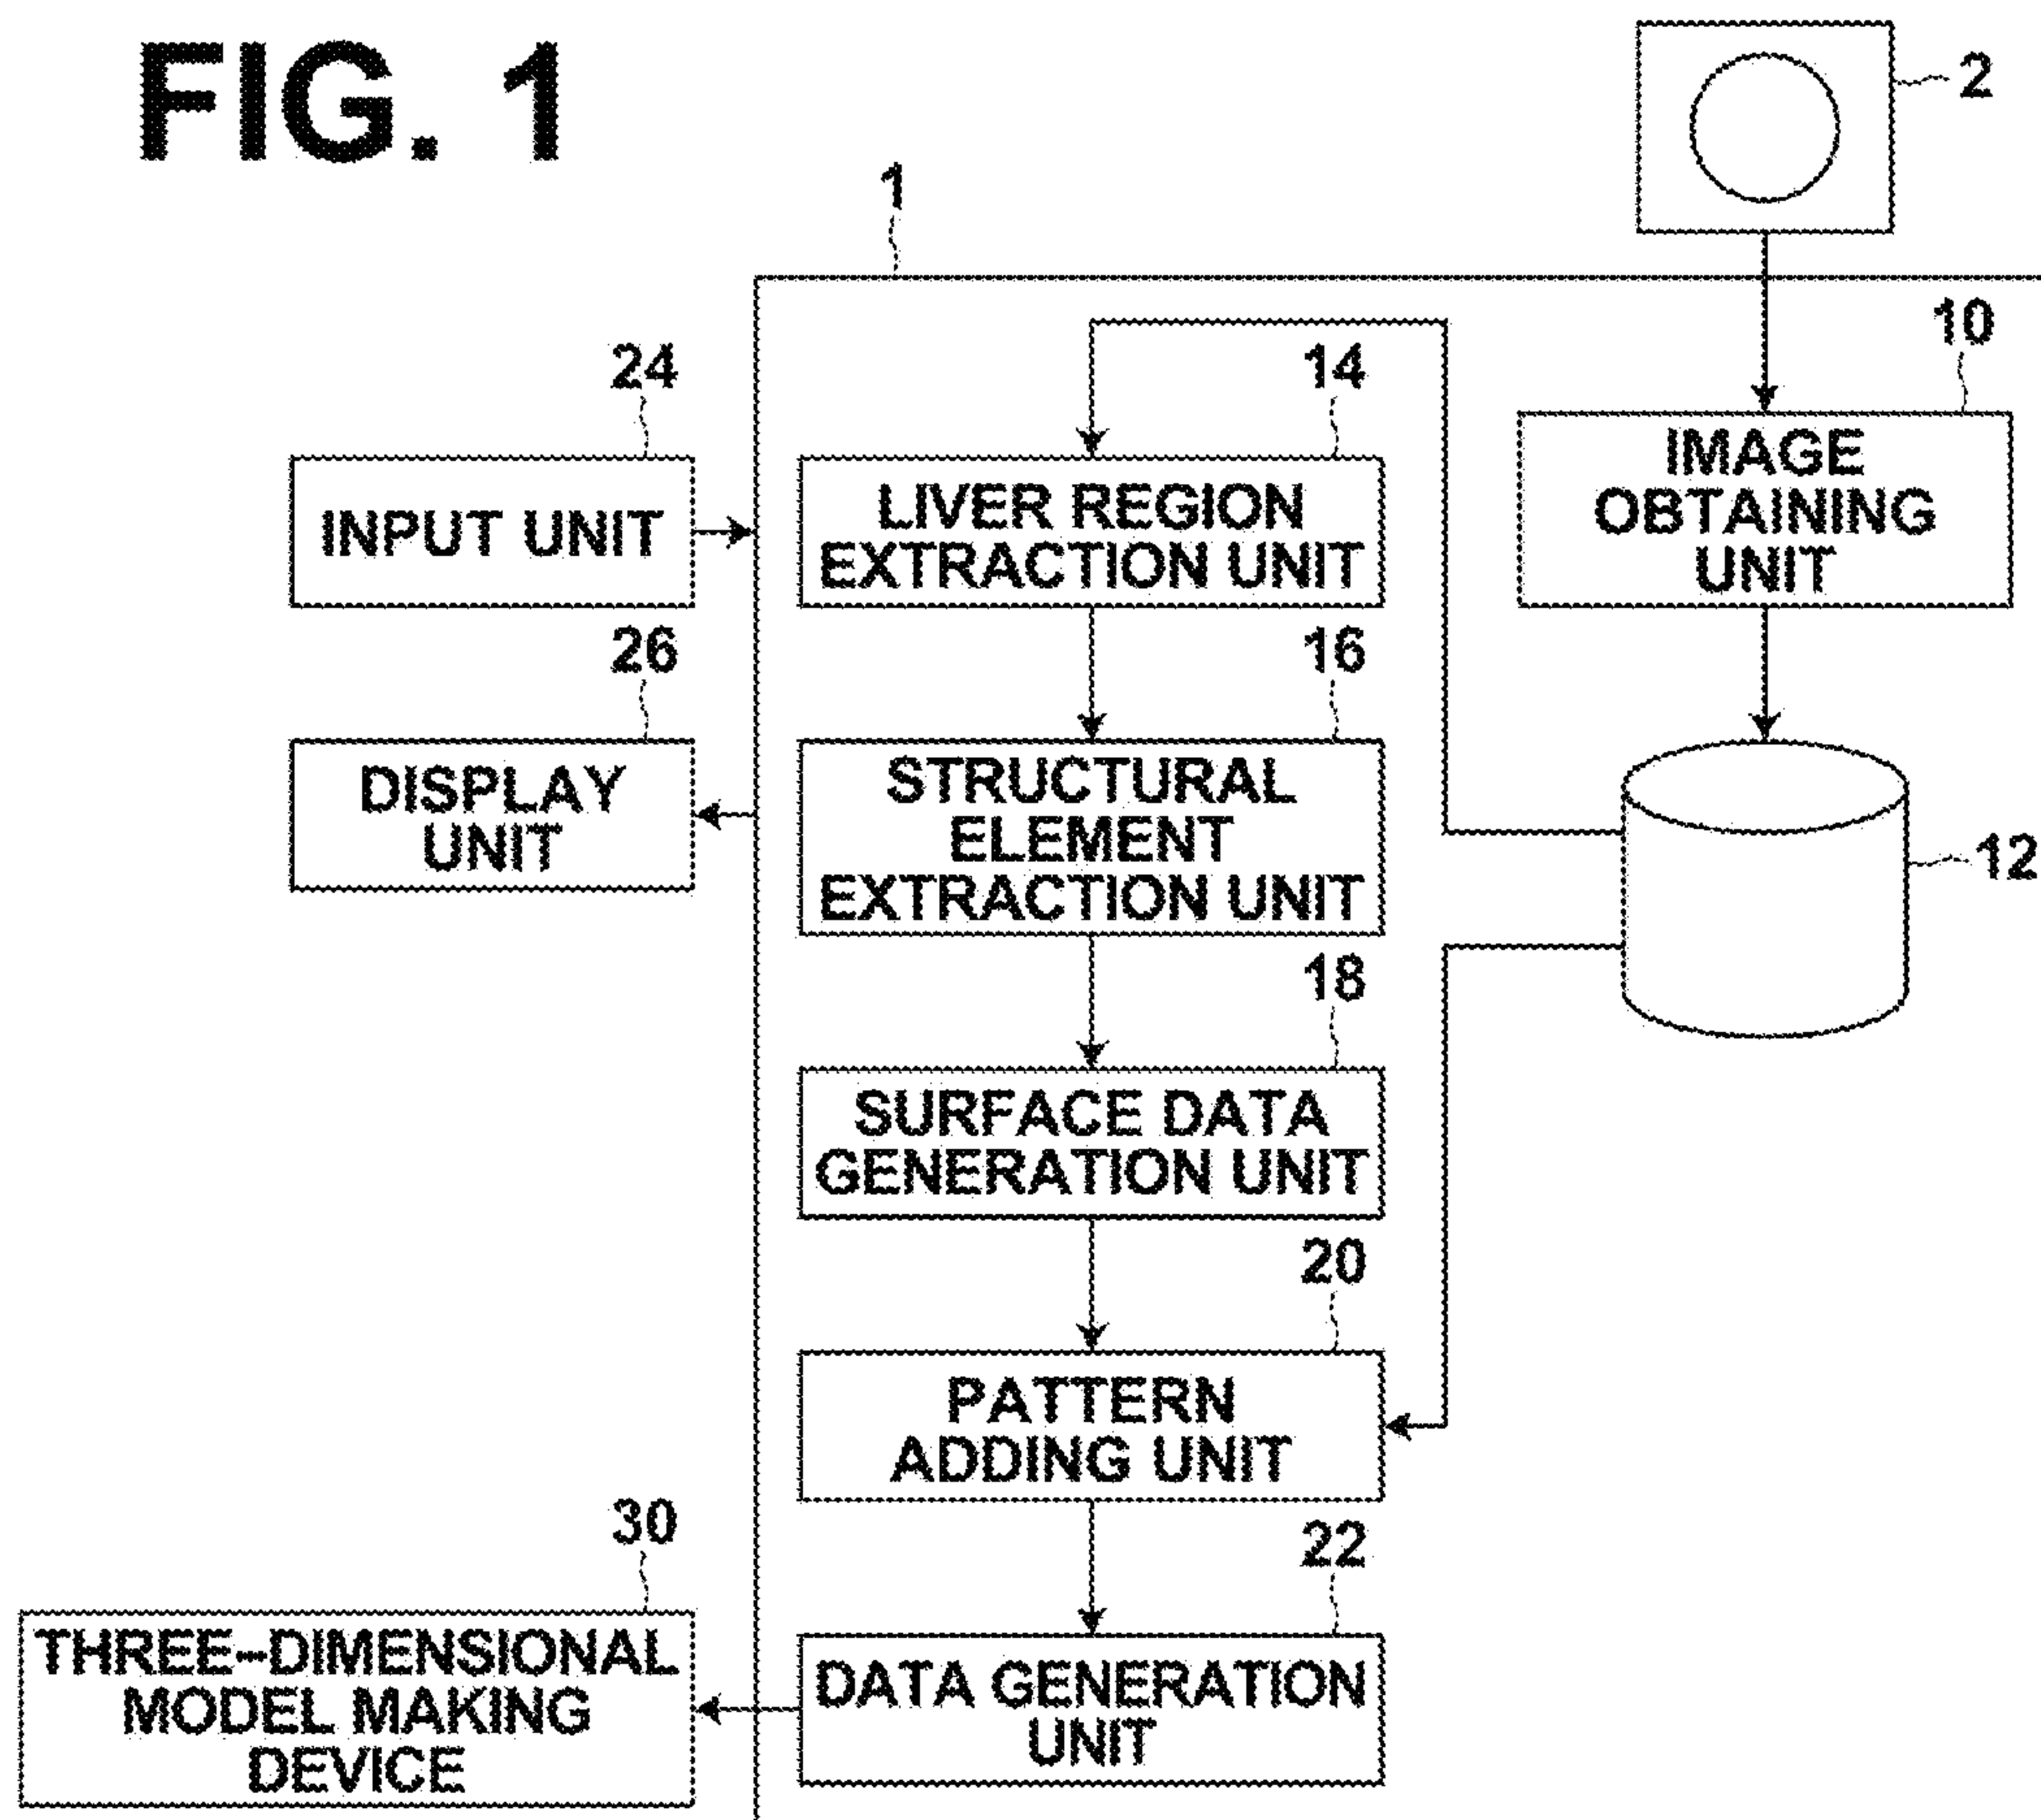 FIG. 1
2
1
10
24
14
IMAGE
OBTAINING
UNIT
INPUT UNIT
LIVER REGION
EXTRACTION UNIT
26
16
DISPLAY
UNIT
STRUCTURAL
ELEMENT
EXTRACTION UNIT
12
18
SURFACE DATA
GENERATION UNIT
20
PATTERN
ADDING UNIT
30
22
THREE-DIMENSIONAL
MODEL MAKING
DEVICE
DATA GENERATION
UNIT